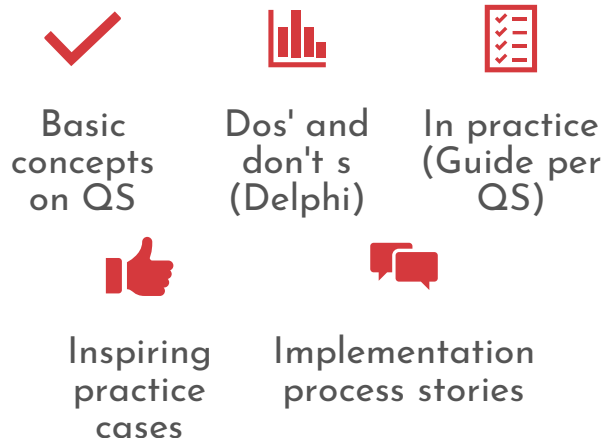 Basic
concepts
on QS
Dos' and
don't s
(Delphi)
In practice
(Guide per
QS)
Inspiring
practice
cases
Implementation
process stories